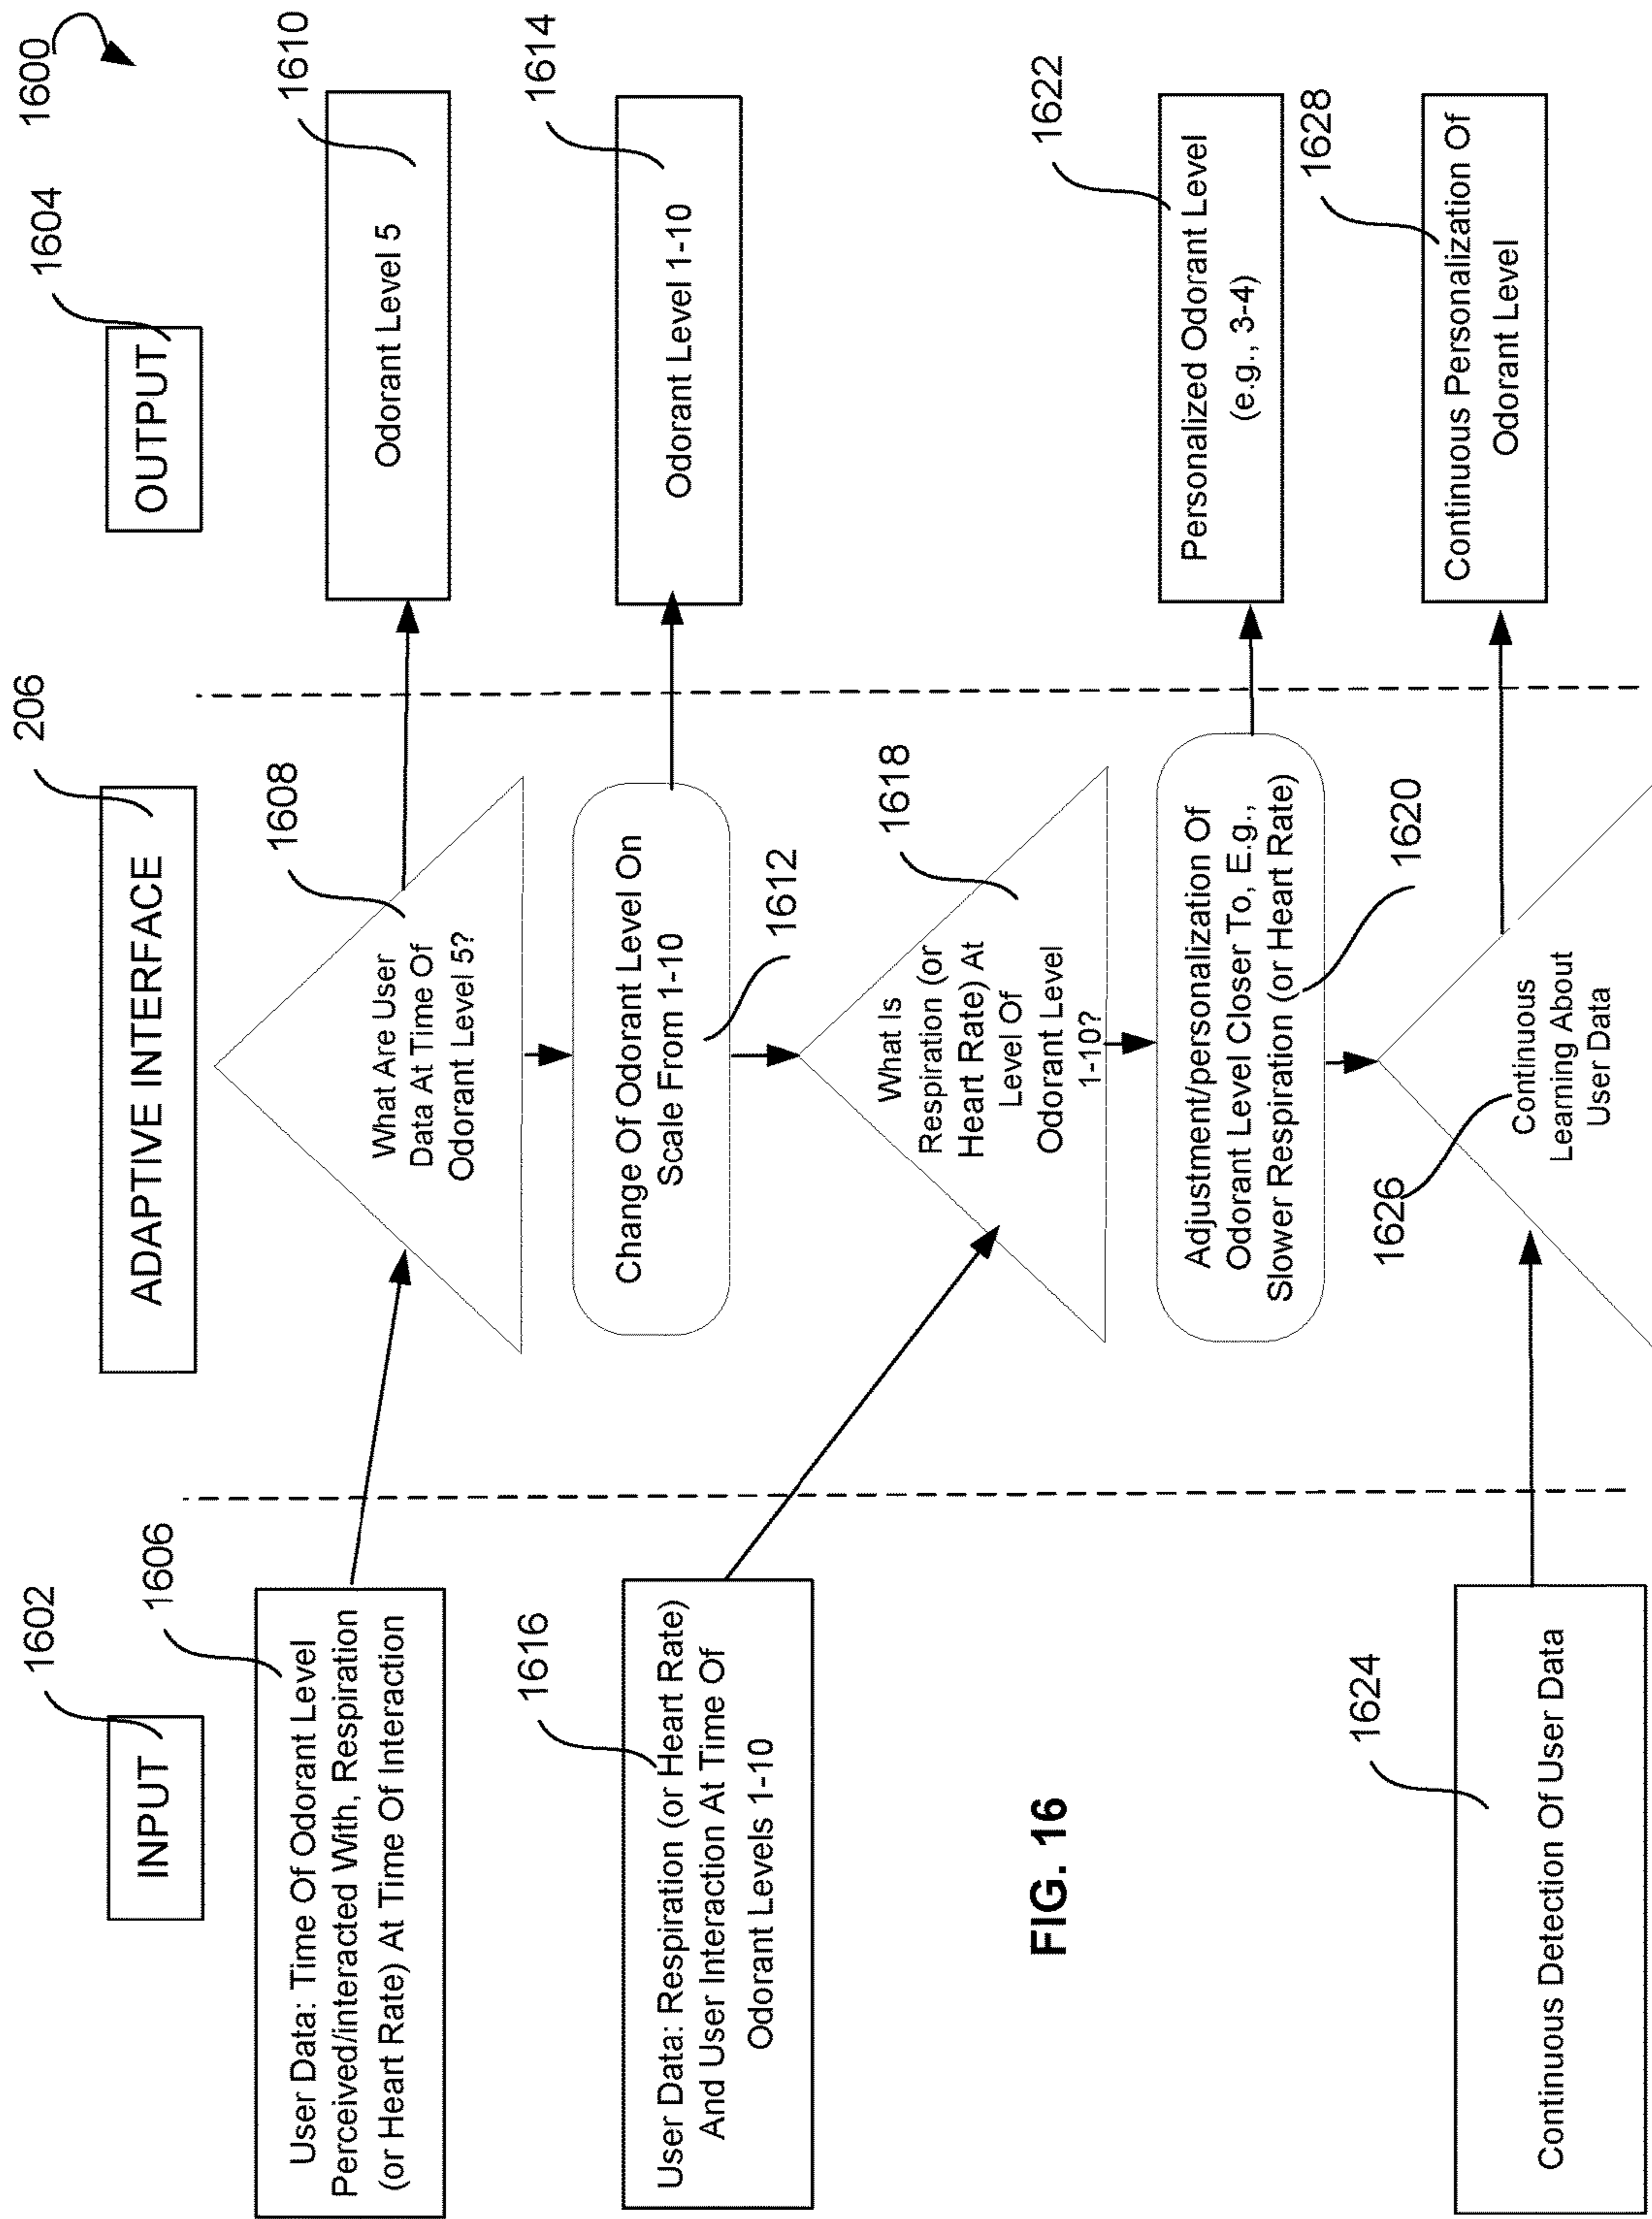 1600
INPUT
1602
ADAPTIVE INTERFACE
206
OUTPUT
1604
User Data: Time Of Odorant Level
Perceived/interacted With, Respiration
(or Heart Rate) At Time Of Interaction
1606
What Are User
Data At Time Of
Odorant Level 5?
1608
Odorant Level 5
1610
Change Of Odorant Level On
Scale From 1-10
1612
Odorant Level 1-10
1614
User Data: Respiration (or Heart Rate)
And User Interaction At Time Of
Odorant Levels 1-10
1616
What Is
Respiration (or
Heart Rate) At
Level Of
Odorant Level
1-10?
1618
Adjustment/personalization Of
Odorant Level Closer To, E.g.,
Slower Respiration (or Heart Rate)
1620
Personalized Odorant Level
(e.g., 3-4)
1622
Continuous Detection Of User Data
1624
Continuous
Learning About
User Data
1626
Continuous Personalization Of
Odorant Level
1628
FIG. 16